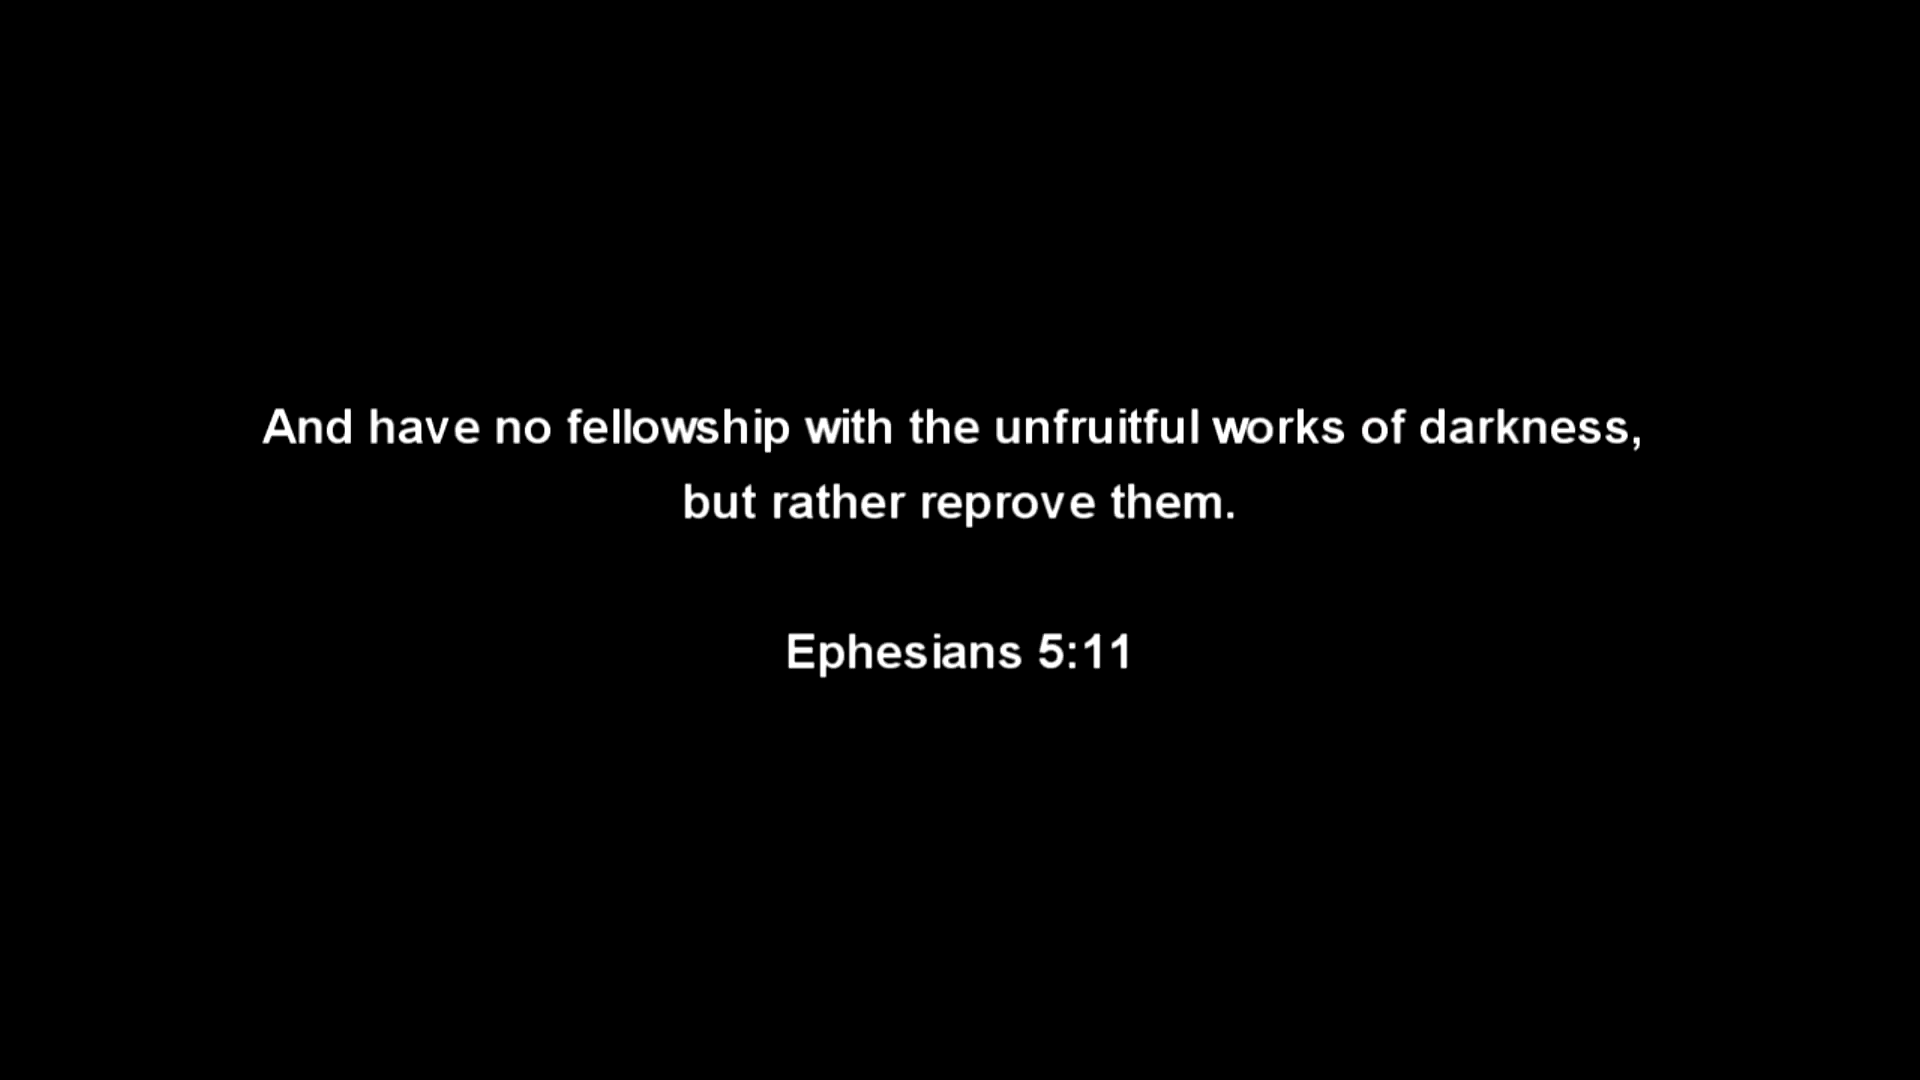 And have no fellowship with the unfruitful works of darkness,
but rather reprove them.
Ephesians 5:11